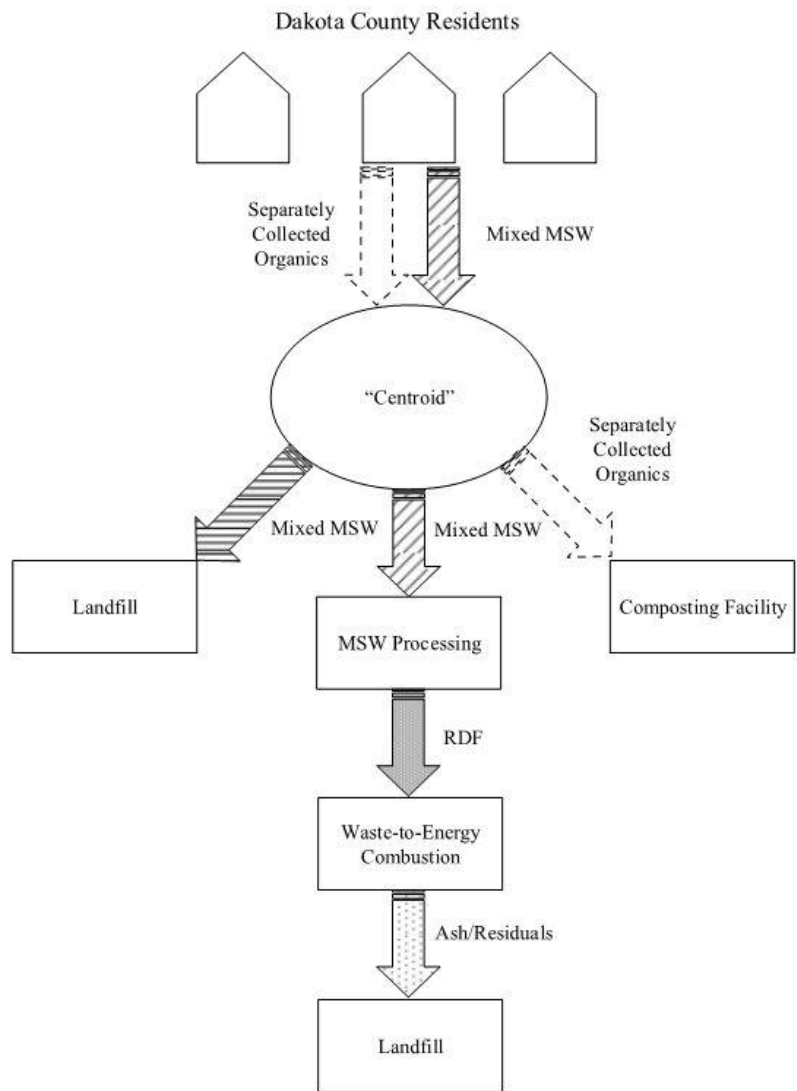 Dakota County Residents
Separately
Collected
Organics
Mixed MSW
“Centroid”
Separately
Collected
Organics
Mixed MSW
Mixed MSW
Landfill
MSW Processing
Composting Facility
RDF
Waste-to-Energy
Combustion
Ash/Residuals
Landfill